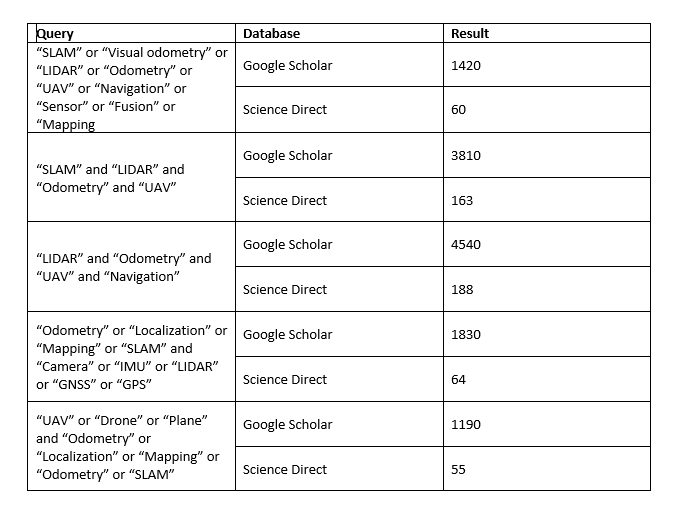 Query Database Result
“SLAM” or “Visual odometry” or
“LIDAR” or “Odometry” or
“UAV” or “Navigation” or
“Sensor” or “Fusion” or
“Mapping
Google Scholar 1420
Science Direct 60
“SLAM” and “LIDAR” and
“Odometry” and “UAV”
Google Scholar 3810
Science Direct 163
“LIDAR” and “Odometry” and
“UAV” and “Navigation”
Google Scholar 4540
Science Direct 188
“Odometry” or “Localization” or
“Mapping” or “SLAM” and
“Camera” or “IMU” or “LIDAR”
or “GNSS” or “GPS”
Google Scholar 1830
Science Direct 64
“UAV” or “Drone” or “Plane”
and “Odometry” or
“Localization” or “Mapping” or
“Odometry” or “SLAM”
Google Scholar 1190
Science Direct 55